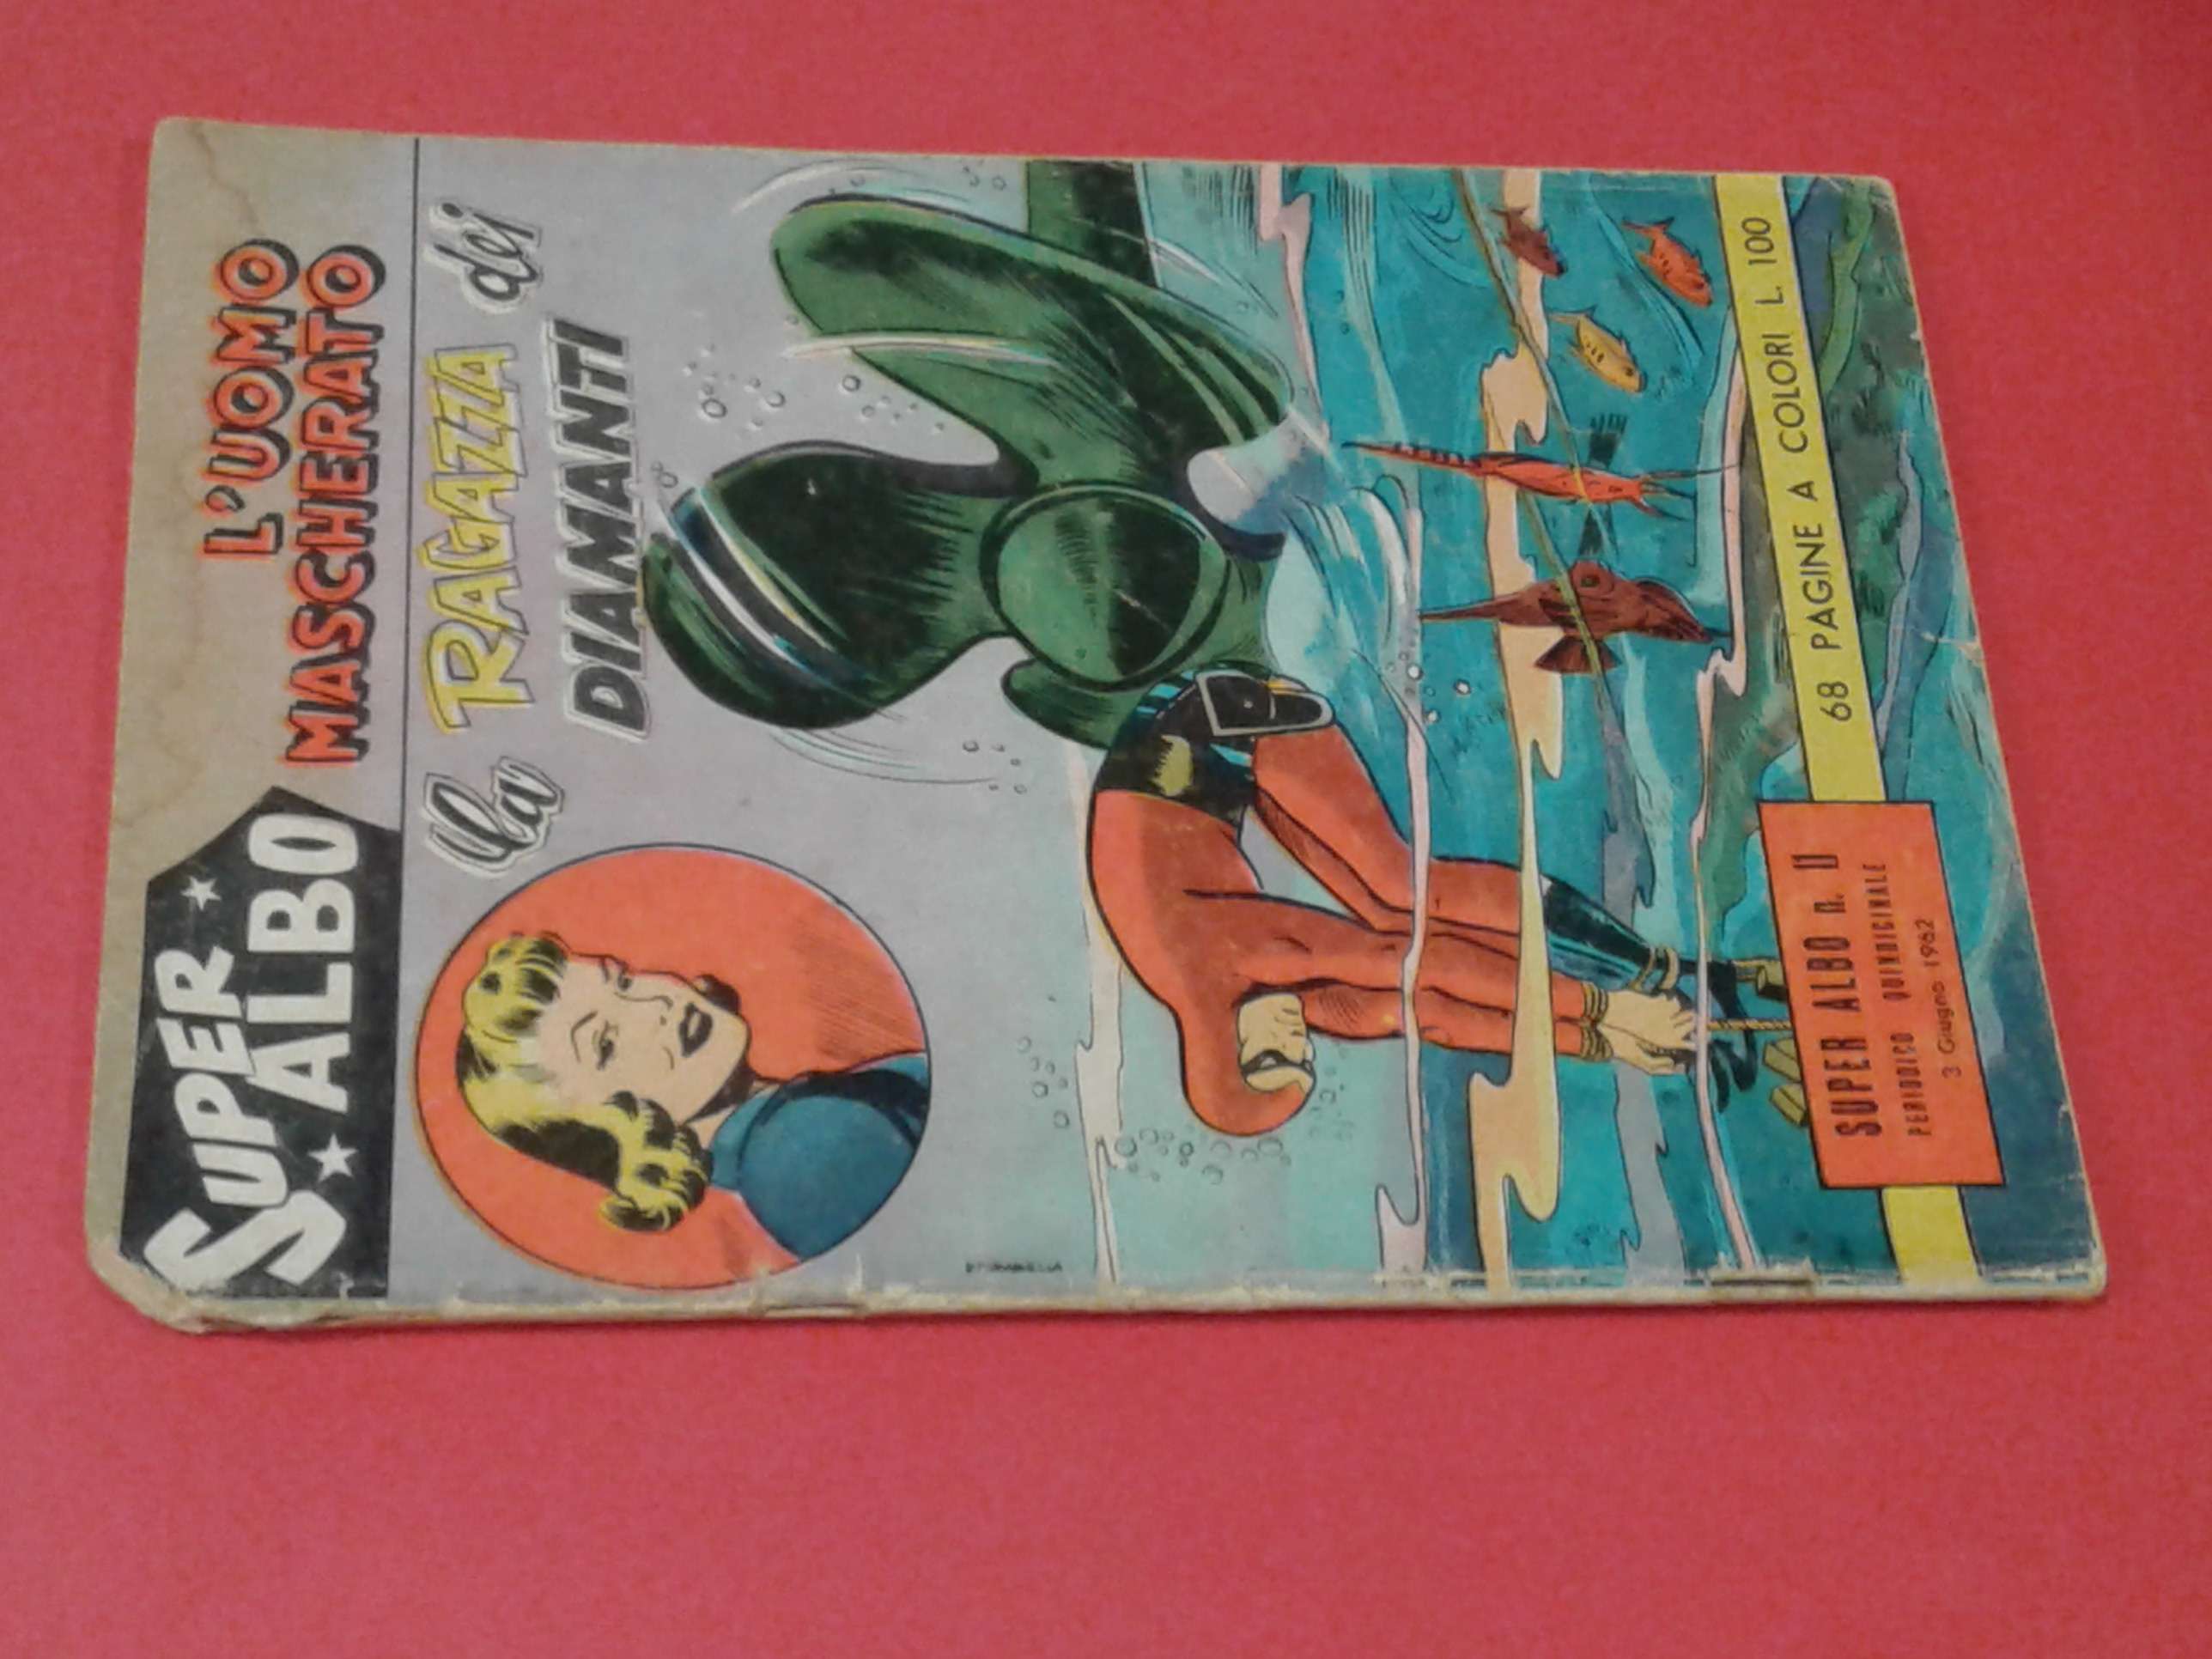 SUPER
ALBO
L'UOMO
MASCHERATO
la RAGAZZA dei
DIAMANTI
68 PAGINE A COLORI L. 100
SUPER ALBO n. 11
PERIODICO QUINDICINALE
3 Giugno 1962